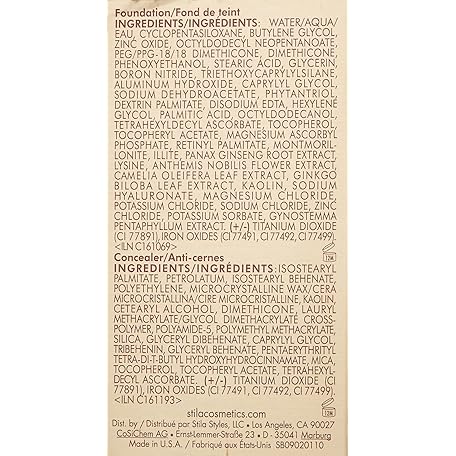 Foundation/Fond de teint
INGREDIENTS/INGRÉDIENTS: WATER/AQUA/
EAU, CYCLOPENTASILOXANE, BUTYLENE GLYCOL,
ZINC OXIDE, OCTYLDODECYL NEOPENTANOATE,
PEG/PPG-18/18 DIMETHICONE, DIMETHICONE,
PHENOXYETHANOL, STEARIC ACID, GLYCERIN,
BORON NITRIDE, TRIETHOXYCAPRYLYLSILANE,
ALUMINUM HYDROXIDE, CAPRYLYL GLYCOL,
SODIUM DEHYDROACETATE, PHYTANTRIOL,
DEXTRIN PALMITATE, DISODIUM EDTA, HEXYLENE
GLYCOL, PALMITIC ACID, OCTYLDODECANOL,
TETRAHEXYLDECYL ASCORBATE, TOCOPHEROL,
TOCOPHERYL ACETATE, MAGNESIUM ASCORBYL
PHOSPHATE, RETINYL PALMITATE, MONTMORIL-
LONITE, ILLITE, PANAX GINSENG ROOT EXTRACT,
LYSINE, ANTHEMIS NOBILIS FLOWER EXTRACT,
CAMELIA OLEIFERA LEAF EXTRACT, GINKGO
BILOBA LEAF EXTRACT, KAOLIN, SODIUM
HYALURONATE, MAGNESIUM CHLORIDE,
POTASSIUM CHLORIDE, SODIUM CHLORIDE, ZINC
CHLORIDE, POTASSIUM SORBATE, GYNOSTEMMA
PENTAPHYLLUM EXTRACT. (+/-) TITANIUM DIOXIDE
(CI 77891), IRON OXIDES (CI 77491, CI 77492, CI 77499).
<ILN C161069>
12M
Concealer/Anti-cernes
INGREDIENTS/INGRÉDIENTS: ISOSTEARYL
PALMITATE, PETROLATUM, ISOSTEARYL BEHENATE,
POLYETHYLENE, MICROCRYSTALLINE WAX/CERA
MICROCRISTALLINA/CIRE MICROCRISTALLINE, KAOLIN,
CETEARYL ALCOHOL, DIMETHICONE, LAURYL
METHACRYLATE/GLYCOL DIMETHACRYLATE CROSS-
POLYMER, POLYAMIDE-5, POLYMETHYL METHACRYLATE,
SILICA, GLYCERYL DIBEHENATE, CAPRYLYL GLYCOL,
TRIBEHENIN, GLYCERYL BEHENATE, PENTAERYTHRITYL
TETRA-DI-T-BUTYL HYDROXYHYDROCINNAMATE, MICA,
TOCOPHEROL, TOCOPHERYL ACETATE, TETRAHEXYL-
DECYL ASCORBATE. (+/-) TITANIUM DIOXIDE (CI
77891), IRON OXIDES (CI 77491, CI 77492, CI 77499).
<ILN C161193>
12M
stilacosmetics.com
Dist. by / Distribué par Stila Styles, LLC • Los Angeles, CA 90027
CoSiChem AG • Ernst-Lemmer-Straße 23 • D - 35041 Marburg
Made in U.S.A. / Fabriqué aux États-Unis SB09020110